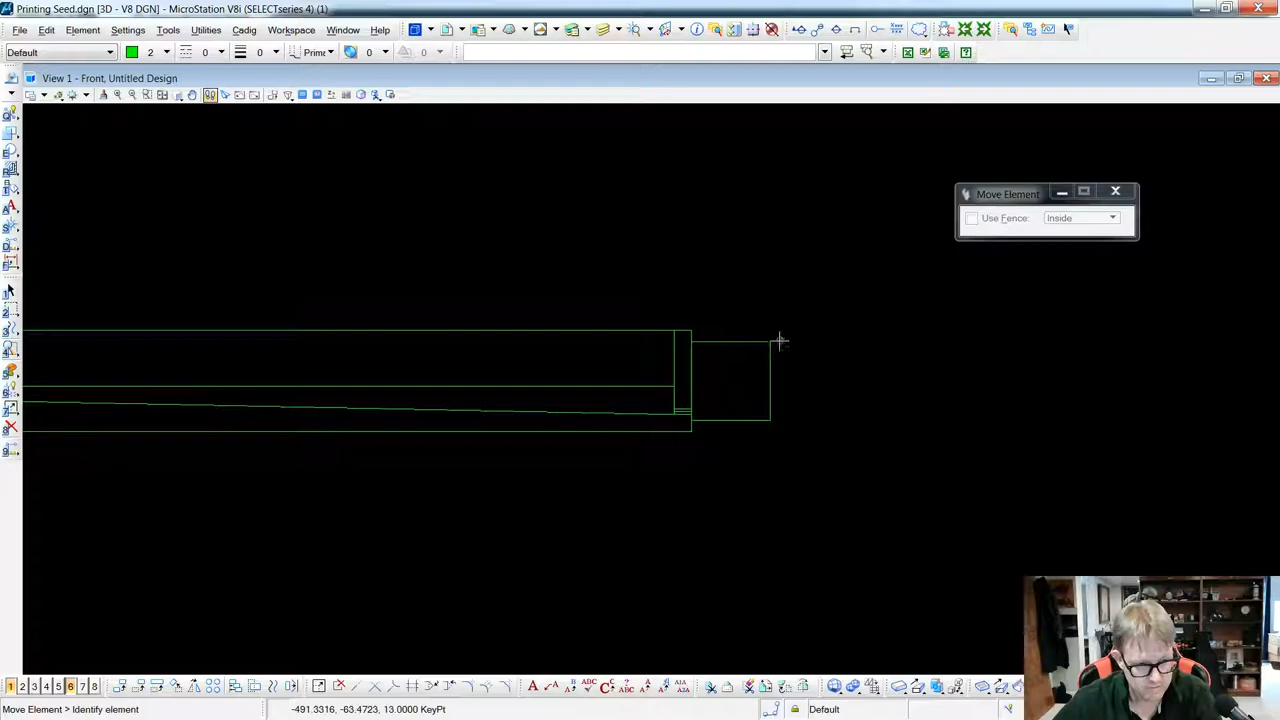 Printing Seed.dgn [3D - V8 DGN] - MicroStation V8i (SELECTseries 4) (1)
File Edit Element Settings Tools Utilities Cadig Workspace Window Help
Default 2 0 0 Prima 0 0
View 1 - Front, Untitled Design
Move Element
Use Fence: Inside
1 2 3 4 5 6 7 8
Move Element > Identify element -491.3316, -63.4723, 13.0000 KeyPt Default